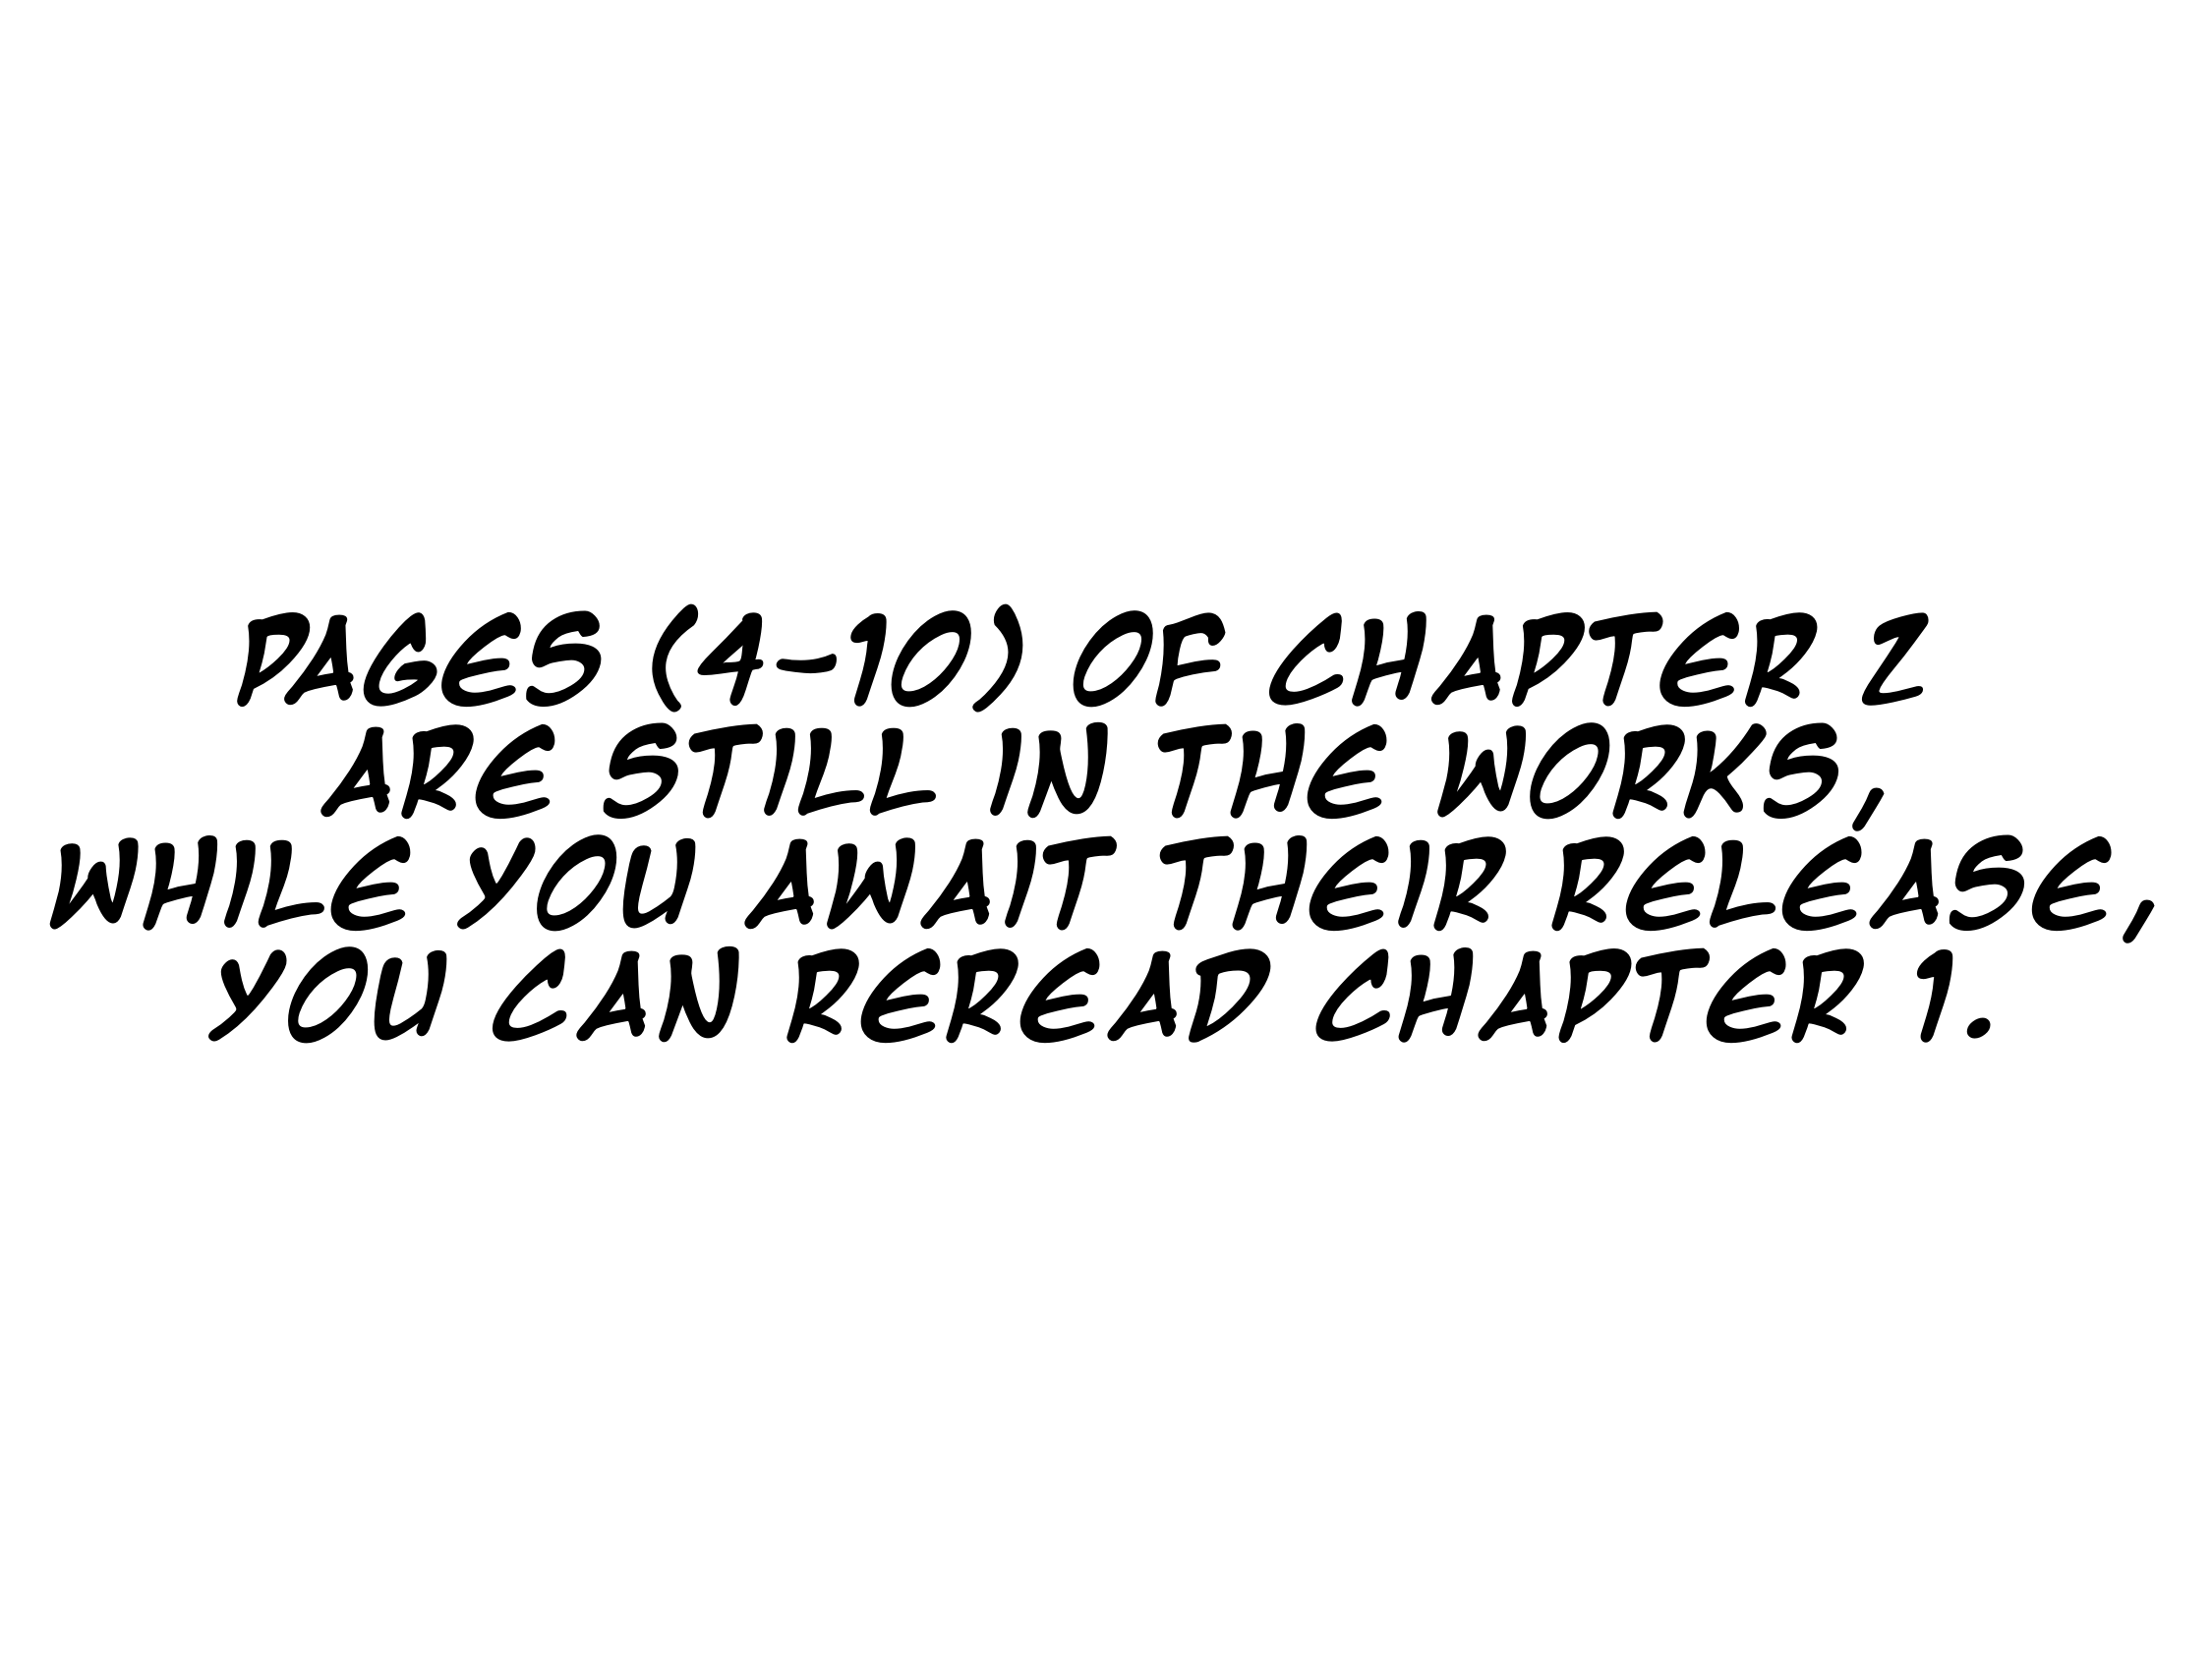 PAGES (4-10) OF CHAPTER 2
ARE STILL IN THE WORKS,
WHILE YOU AWAIT THEIR RELEASE,
YOU CAN REREAD CHAPTER 1.